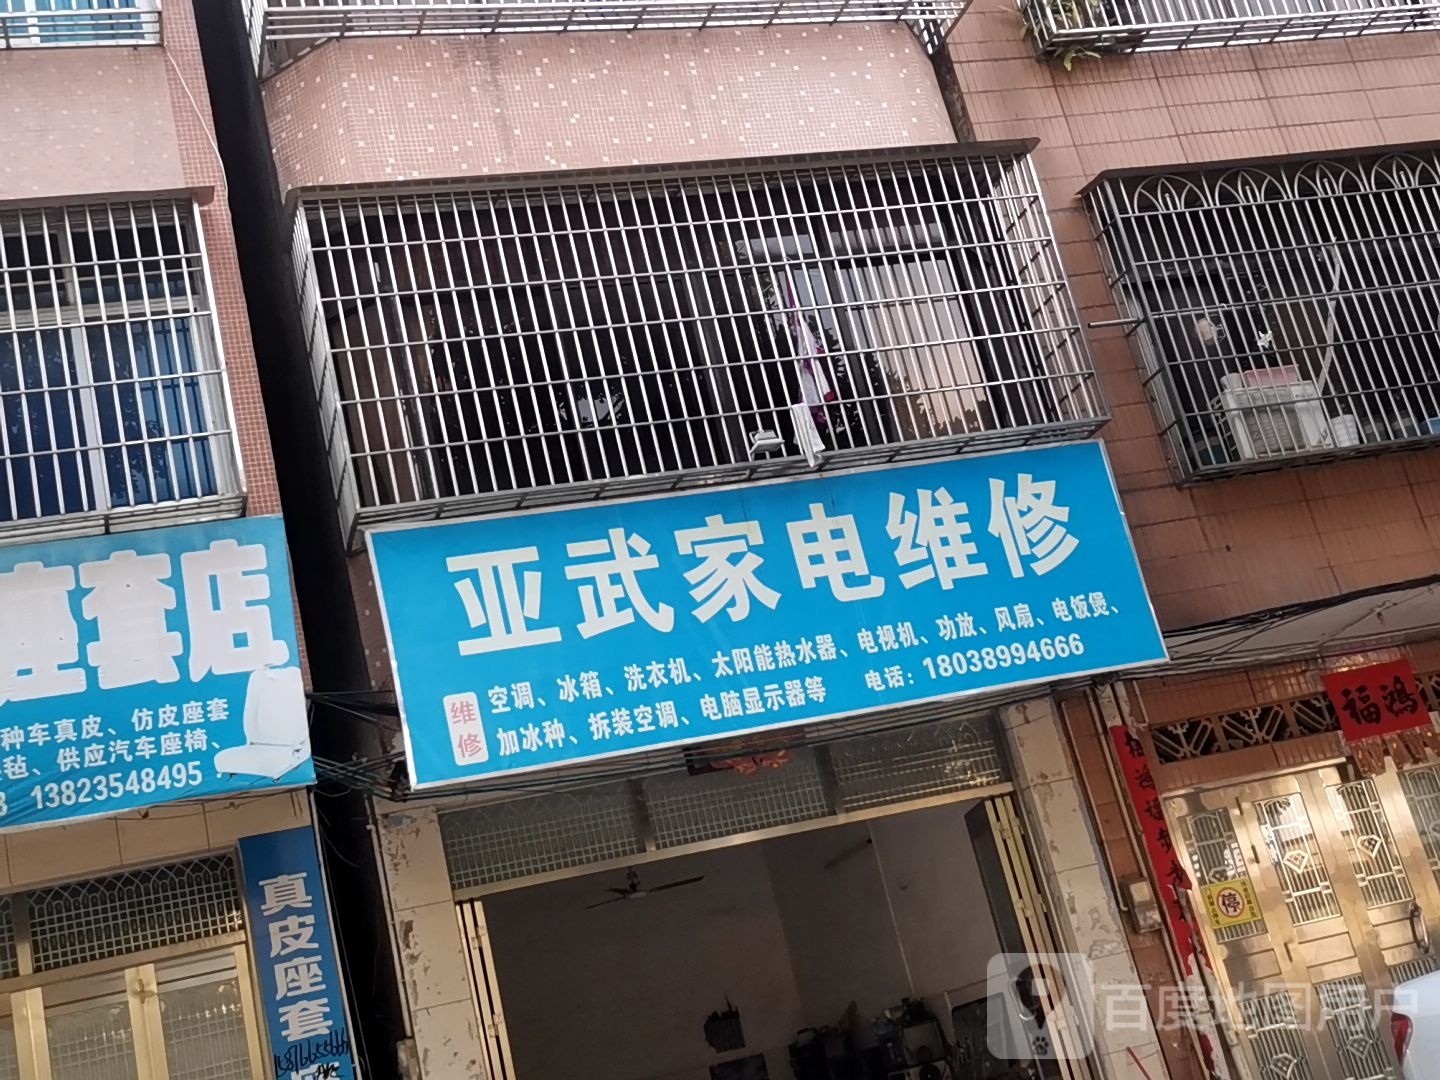 亚武家电维修
维修
空调、冰箱、洗衣机、太阳能热水器、电视机、功放、风扇、电饭煲、
加冰种、拆装空调、电脑显示器等 电话：18038994666
座套店
种车真皮、仿皮座套
毡、供应汽车座椅、
13823548495
真皮座套
福鸿
停
百度地图用户